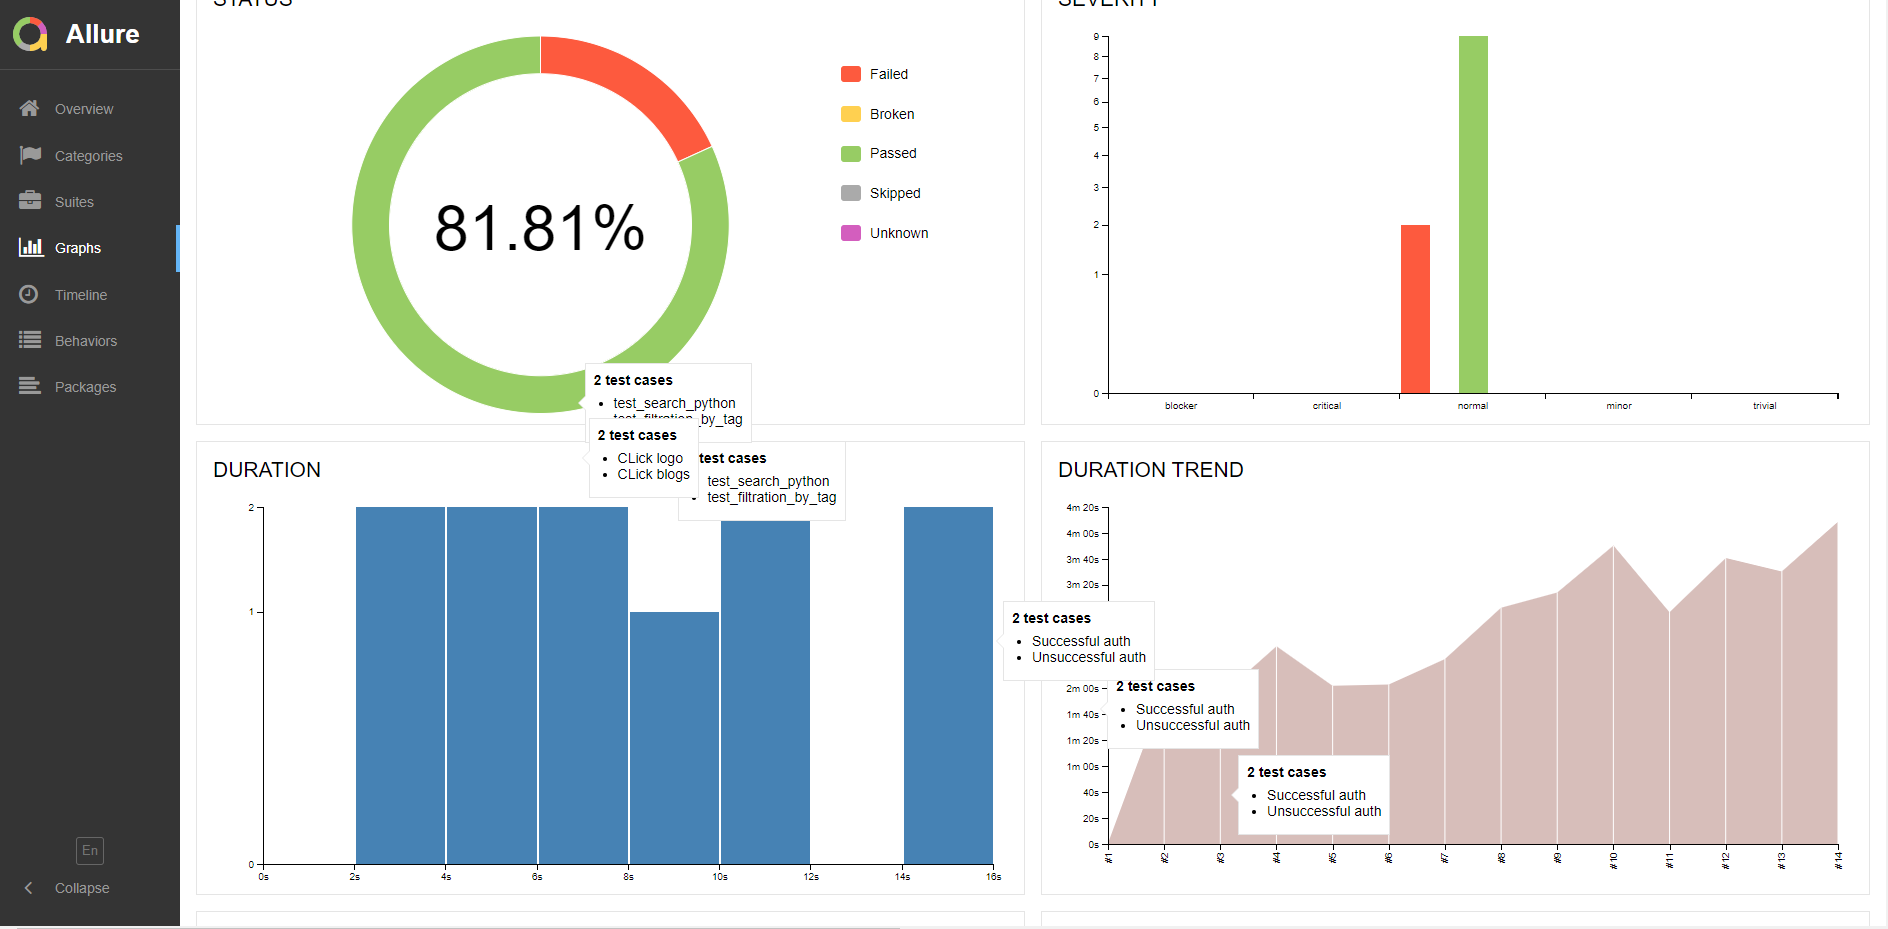 Allure
Overview
Categories
Suites
Graphs
Timeline
Behaviors
Packages
En
Collapse
STATUS
81.81%
Failed
Broken
Passed
Skipped
Unknown
SEVERITY
9
8
7
6
5
4
3
2
1
0
blocker
critical
normal
minor
trivial
2 test cases
test_search_python
test_filtration_by_tag
2 test cases
CLick logo
CLick blogs
test cases
test_search_python
test_filtration_by_tag
DURATION
2
1
0
0s
2s
4s
6s
8s
10s
12s
14s
16s
2 test cases
Successful auth
Unsuccessful auth
2 test cases
Successful auth
Unsuccessful auth
2 test cases
Successful auth
Unsuccessful auth
DURATION TREND
4m 20s
4m 00s
3m 40s
3m 20s
2m 00s
1m 40s
1m 20s
1m 00s
40s
20s
0s
#1
#2
#3
#4
#5
#6
#7
#8
#9
#10
#11
#12
#13
#14